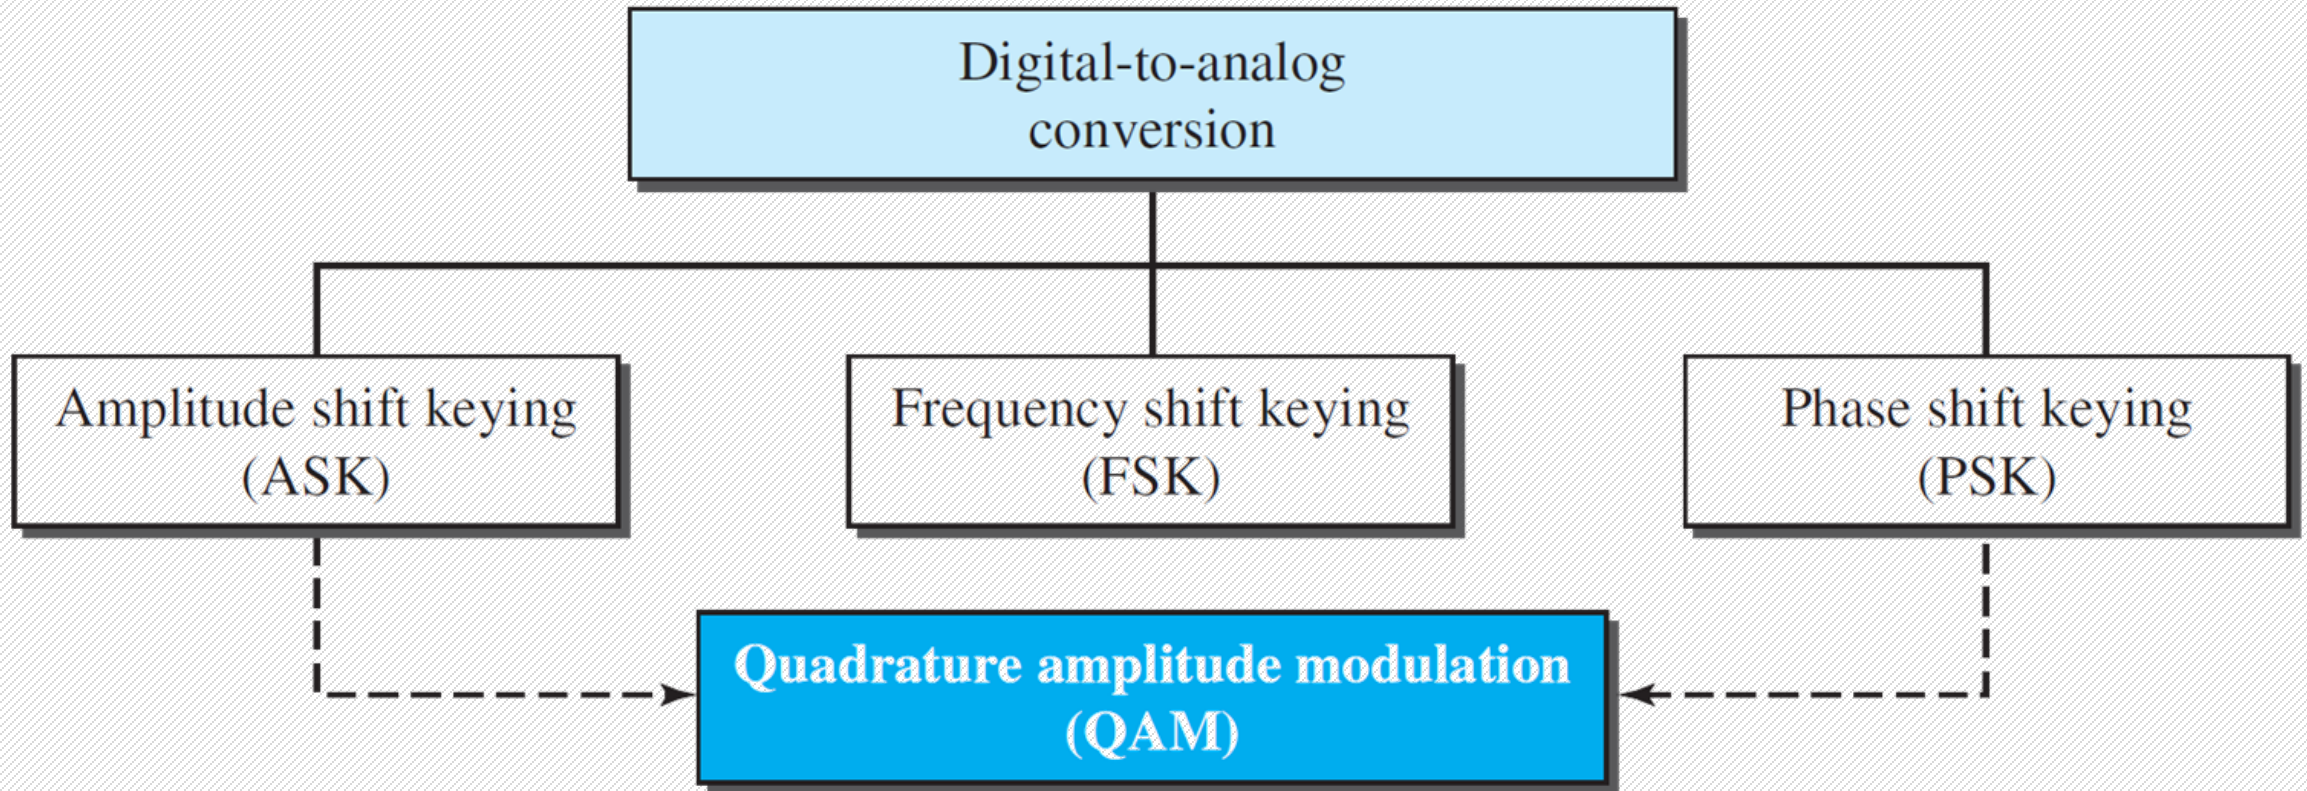 Digital-to-analog
conversion
Amplitude shift keying
(ASK)
Frequency shift keying
(FSK)
Phase shift keying
(PSK)
Quadrature amplitude modulation
(QAM)